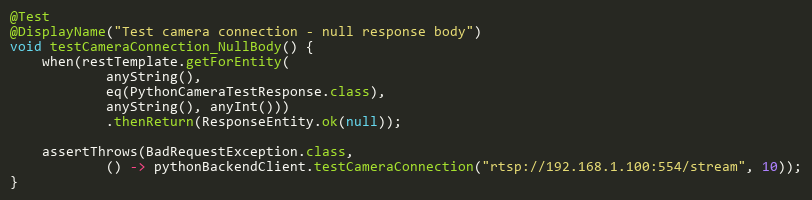 @Test
@DisplayName("Test camera connection - null response body")
void testCameraConnection_NullBody() {
    when(restTemplate.getForEntity(
            anyString(),
            eq(PythonCameraTestResponse.class),
            anyString(), anyInt()))
            .thenReturn(ResponseEntity.ok(null));

    assertThrows(BadRequestException.class,
            () -> pythonBackendClient.testCameraConnection("rtsp://192.168.1.100:554/stream", 10));
}